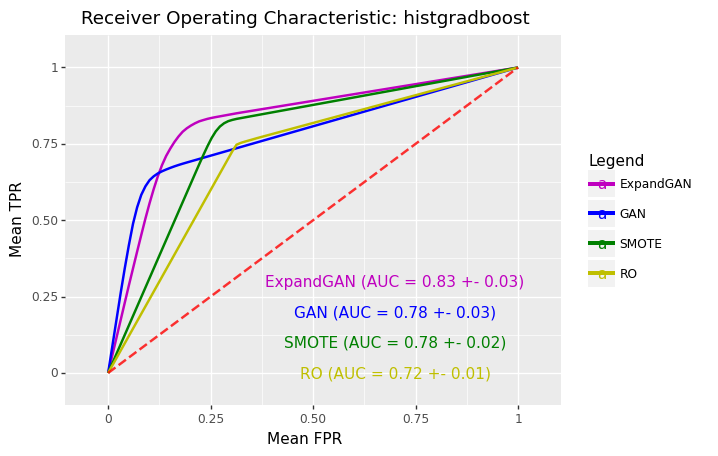 Receiver Operating Characteristic: histgradboost
1
0.75
0.50
0.25
0
Mean TPR
ExpandGAN (AUC = 0.83 +- 0.03)
GAN (AUC = 0.78 +- 0.03)
SMOTE (AUC = 0.78 +- 0.02)
RO (AUC = 0.72 +- 0.01)
0 0.25 0.50 0.75 1
Mean FPR
Legend
a ExpandGAN
a GAN
a SMOTE
a RO